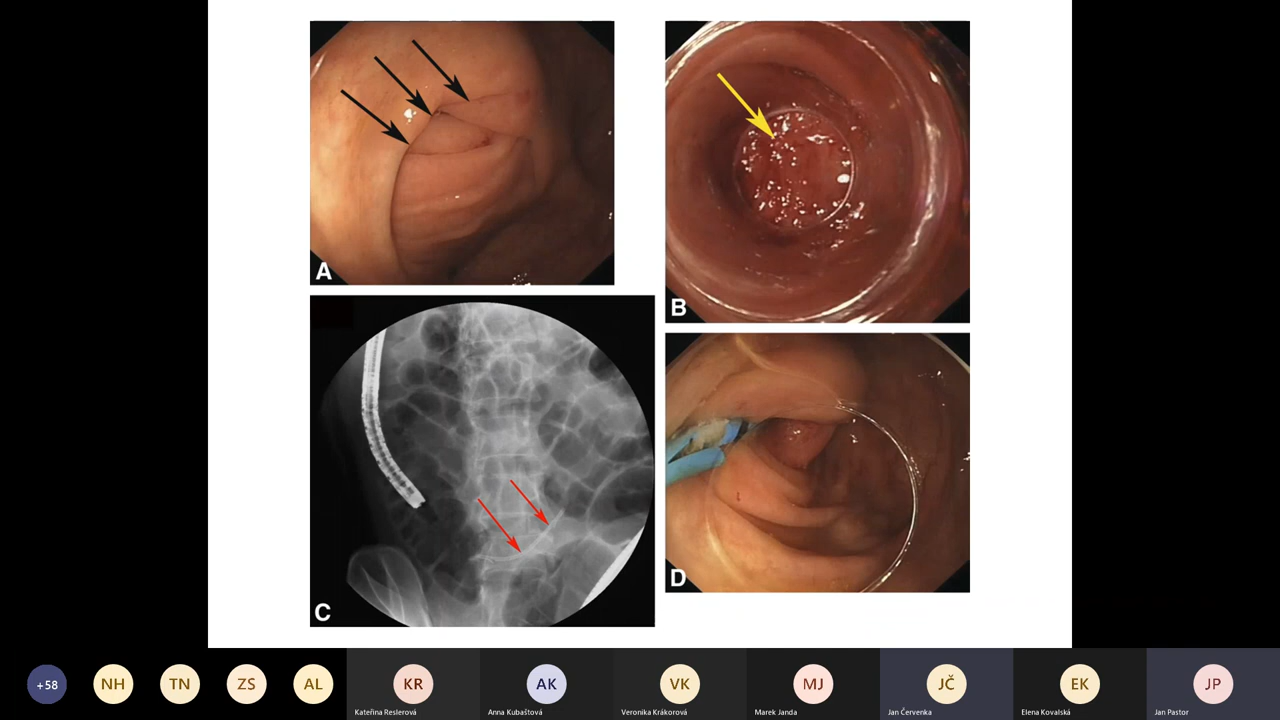 A
B
C
D
+58
NH
TN
ZS
AL
KR
AK
VK
MJ
JČ
EK
JP
Kateřina Reslerová
Anna Kubaštová
Veronika Krákorová
Marek Janda
Jan Červenka
Elena Kovalská
Jan Pastor